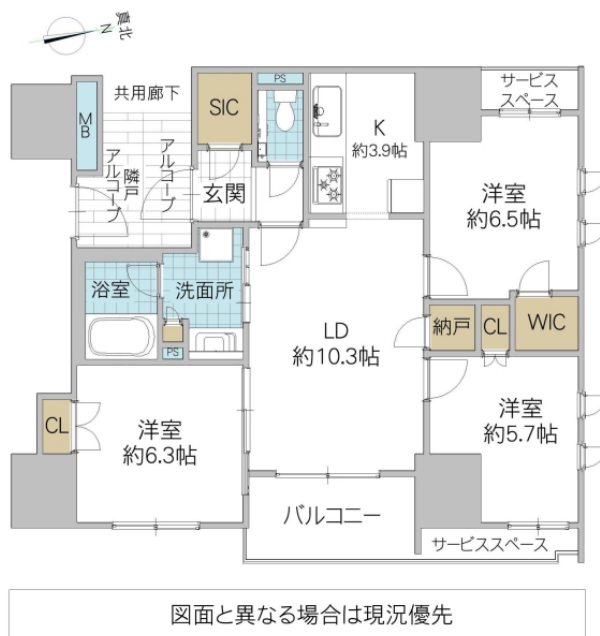 真北
N
共用廊下
MB
アルコーブ
隣戸
アルコーブ
SIC
玄関
PS
K
約3.9帖
サービス
スペース
洋室
約6.5帖
浴室
洗面所
PS
LD
約10.3帖
納戸
CL
WIC
CL
洋室
約6.3帖
洋室
約5.7帖
バルコニー
サービススペース
図面と異なる場合は現況優先